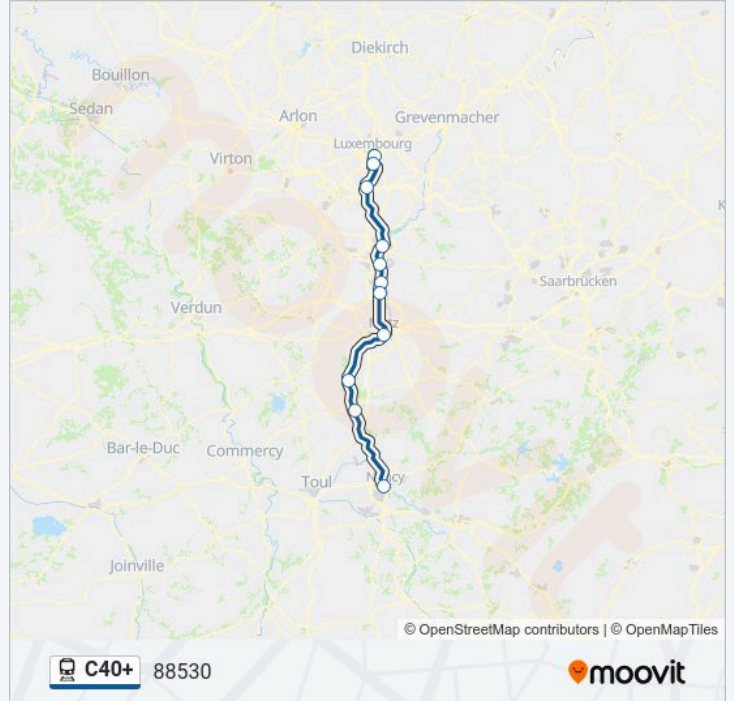 Diekirch
Bouillon
Sedan
Arlon
Grevenmacher
Luxembourg
Virton
K
Saarbrücken
Verdun
Bar-le-Duc
Commercy
Toul
Joinville
© OpenStreetMap contributors | © OpenMapTiles
C40+ 88530
moovit